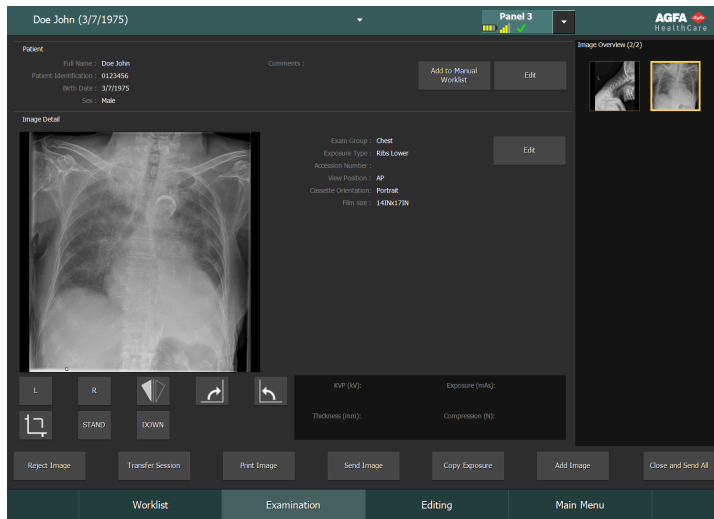 Doe John (3/7/1975)
Panel 3
AGFA
HealthCare
Patient
Full Name : Doe John
Patient Identification : 0123456
Birth Date : 3/7/1975
Sex : Male
Comments :
Add to Manual
Worklist
Edit
Image Overview (2/2)
L
Image Detail
Exam Group : Chest
Exposure Type : Ribs Lower
Accession Number :
View Position : AP
Cassette Orientation: Portrait
Film size : 14INx17IN
Edit
L
R
STAND
DOWN
KVP (kV):
Exposure (mAs):
Thickness (mm):
Compression (N):
Reject Image
Transfer Session
Print Image
Send Image
Copy Exposure
Add Image
Close and Send All
Worklist
Examination
Editing
Main Menu